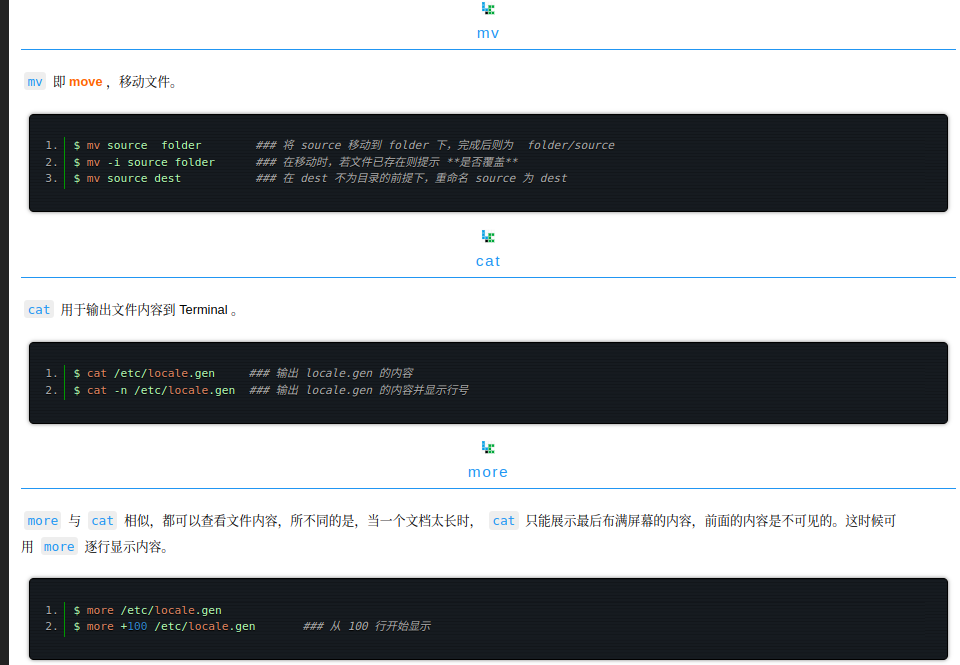 mv
mv 即 move ，移动文件。
1. $ mv source  folder        ### 将 source 移动到 folder 下，完成后则为  folder/source
2. $ mv -i source folder      ### 在移动时，若文件已存在则提示 **是否覆盖**
3. $ mv source dest           ### 在 dest 不为目录的前提下，重命名 source 为 dest
cat
cat 用于输出文件内容到 Terminal 。
1. $ cat /etc/locale.gen     ### 输出 locale.gen 的内容
2. $ cat -n /etc/locale.gen  ### 输出 locale.gen 的内容并显示行号
more
more 与 cat 相似，都可以查看文件内容，所不同的是，当一个文档太长时， cat 只能展示最后布满屏幕的内容，前面的内容是不可见的。这时候可
用 more 逐行显示内容。
1. $ more /etc/locale.gen
2. $ more +100 /etc/locale.gen       ### 从 100 行开始显示